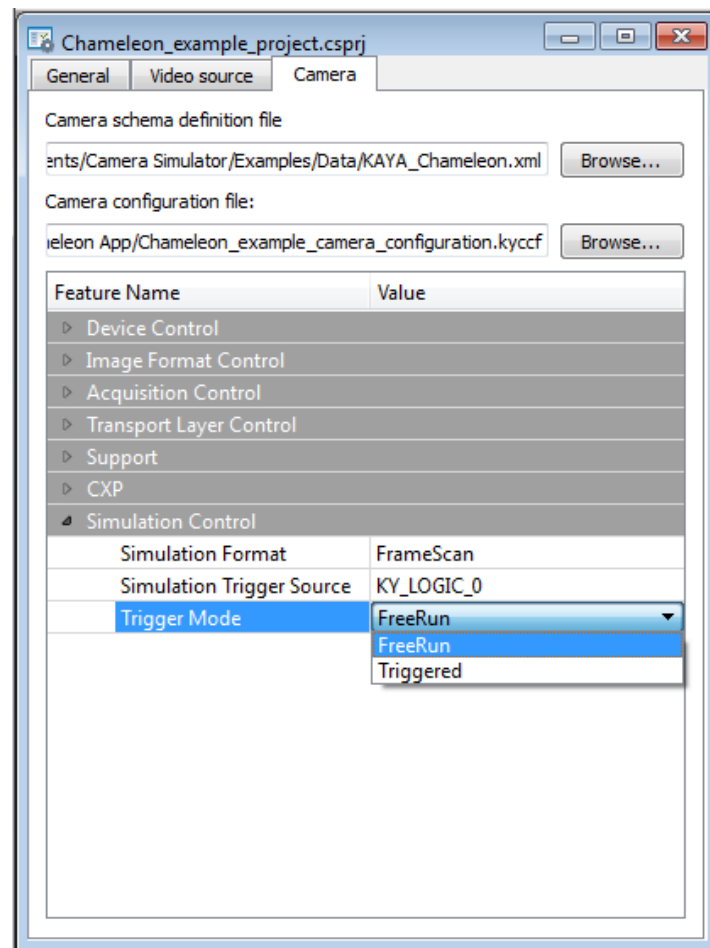 Chameleon_example_project.csprj
General Video source Camera
Camera schema definition file
ents/Camera Simulator/Examples/Data/KAYA_Chameleon.xml Browse...
Camera configuration file:
eleon App/Chameleon_example_camera_configuration.kyccf Browse...
Feature Name Value
Device Control
Image Format Control
Acquisition Control
Transport Layer Control
Support
CXP
Simulation Control
Simulation Format FrameScan
Simulation Trigger Source KY_LOGIC_0
Trigger Mode FreeRun
FreeRun
Triggered